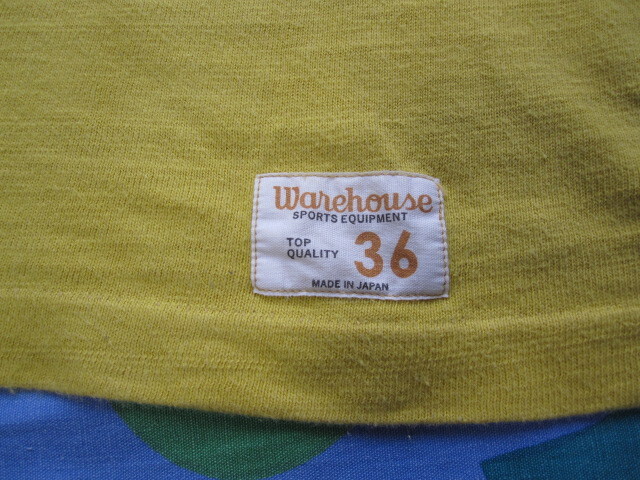 Warehouse
SPORTS EQUIPMENT
TOP
QUALITY
36
MADE IN JAPAN